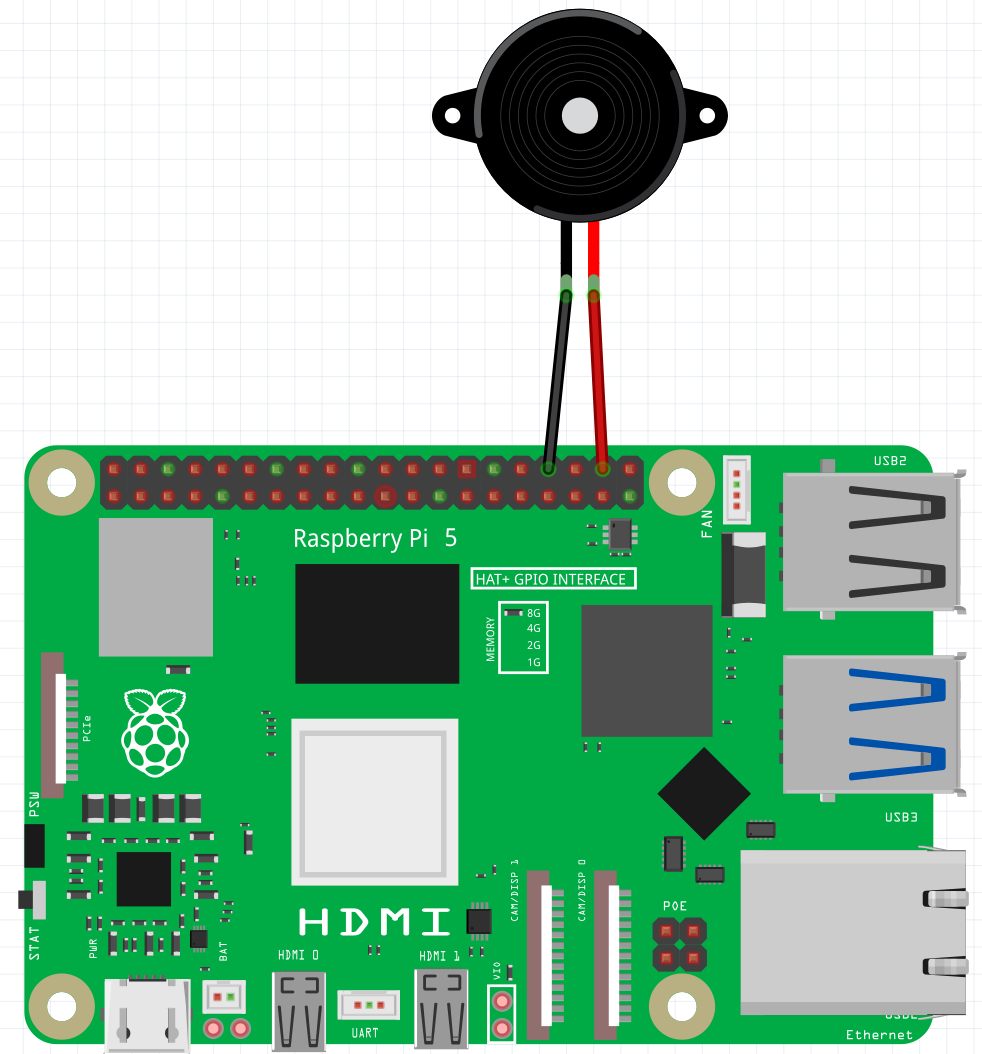 USB2
FAN
Raspberry Pi 5
HAT+ GPIO INTERFACE
MEMORY
8G
4G
2G
1G
PCIe
PSW
USB3
CAM/DISP 1
CAM/DISP 0
POE
HDMI
STAT
PWR
BAT
HDMI 0
HDMI 1
VIO
UART
Ethernet